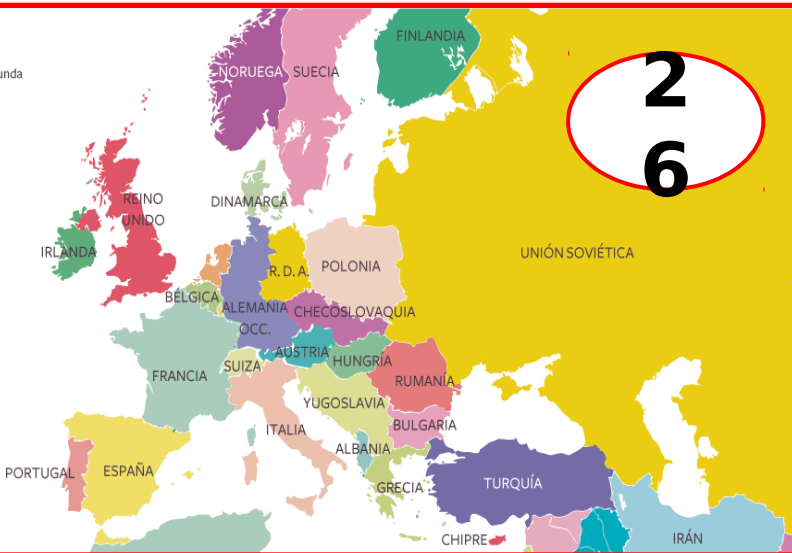 FINLANDIA
NORUEGA
SUECIA
unda
2
6
REINO
UNIDO
DINAMARCA
IRLANDA
UNIÓN SOVIÉTICA
R.D.A.
POLONIA
BÉLGICA
ALEMANIA
OCC.
CHECOSLOVAQUIA
AUSTRIA
HUNGRÍA
SUIZA
FRANCIA
RUMANÍA
YUGOSLAVIA
BULGARIA
ITALIA
ALBANIA
PORTUGAL
ESPAÑA
GRECIA
TURQUÍA
CHIPRE
IRÁN